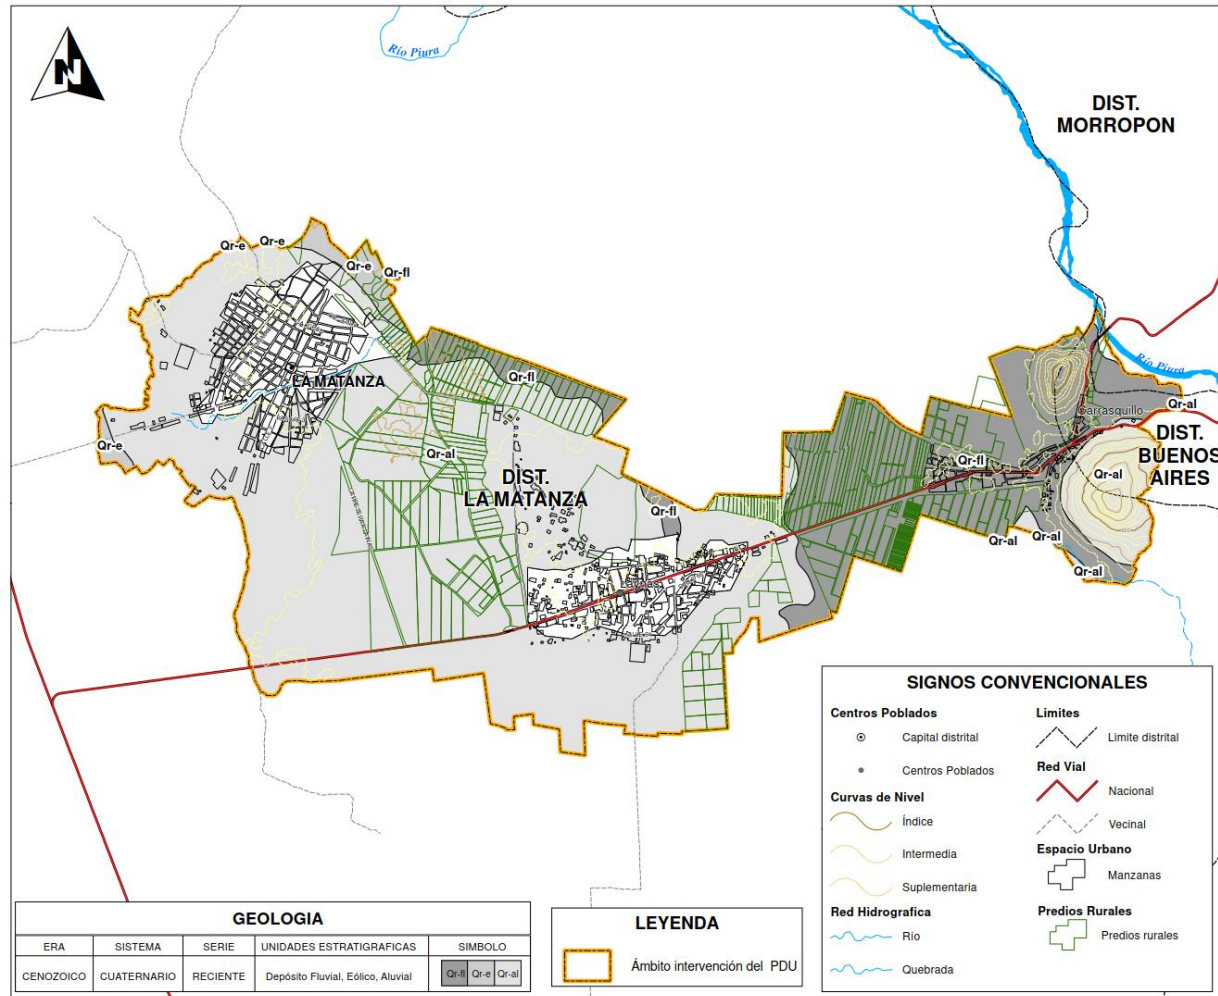 Río Piura
N
DIST.
MORROPON
Qr-e
Qr-e
Qr-e
Qr-fl
LA MATANZA
Qr-fl
Río Piura
Carrasquillo
Qr-al
Qr-e
Qr-al
DIST.
LA MATANZA
Qr-fl
Qr-al
DIST.
BUENOS
AIRES
Qr-fl
Qr-al
Qr-al
Qr-al
SIGNOS CONVENCIONALES
Centros Poblados
Capital distrital
Centros Poblados
Curvas de Nivel
Índice
Intermedia
Suplementaria
Red Hidrografica
Río
Quebrada
Limites
Limite distrital
Red Vial
Nacional
Vecinal
Espacio Urbano
Manzanas
Predios Rurales
Predios rurales
GEOLOGIA
ERA SISTEMA SERIE UNIDADES ESTRATIGRAFICAS SIMBOLO
CENOZOICO CUATERNARIO RECIENTE Depósito Fluvial, Eólico, Aluvial Qr-fl Qr-e Qr-al
LEYENDA
Ámbito intervención del PDU